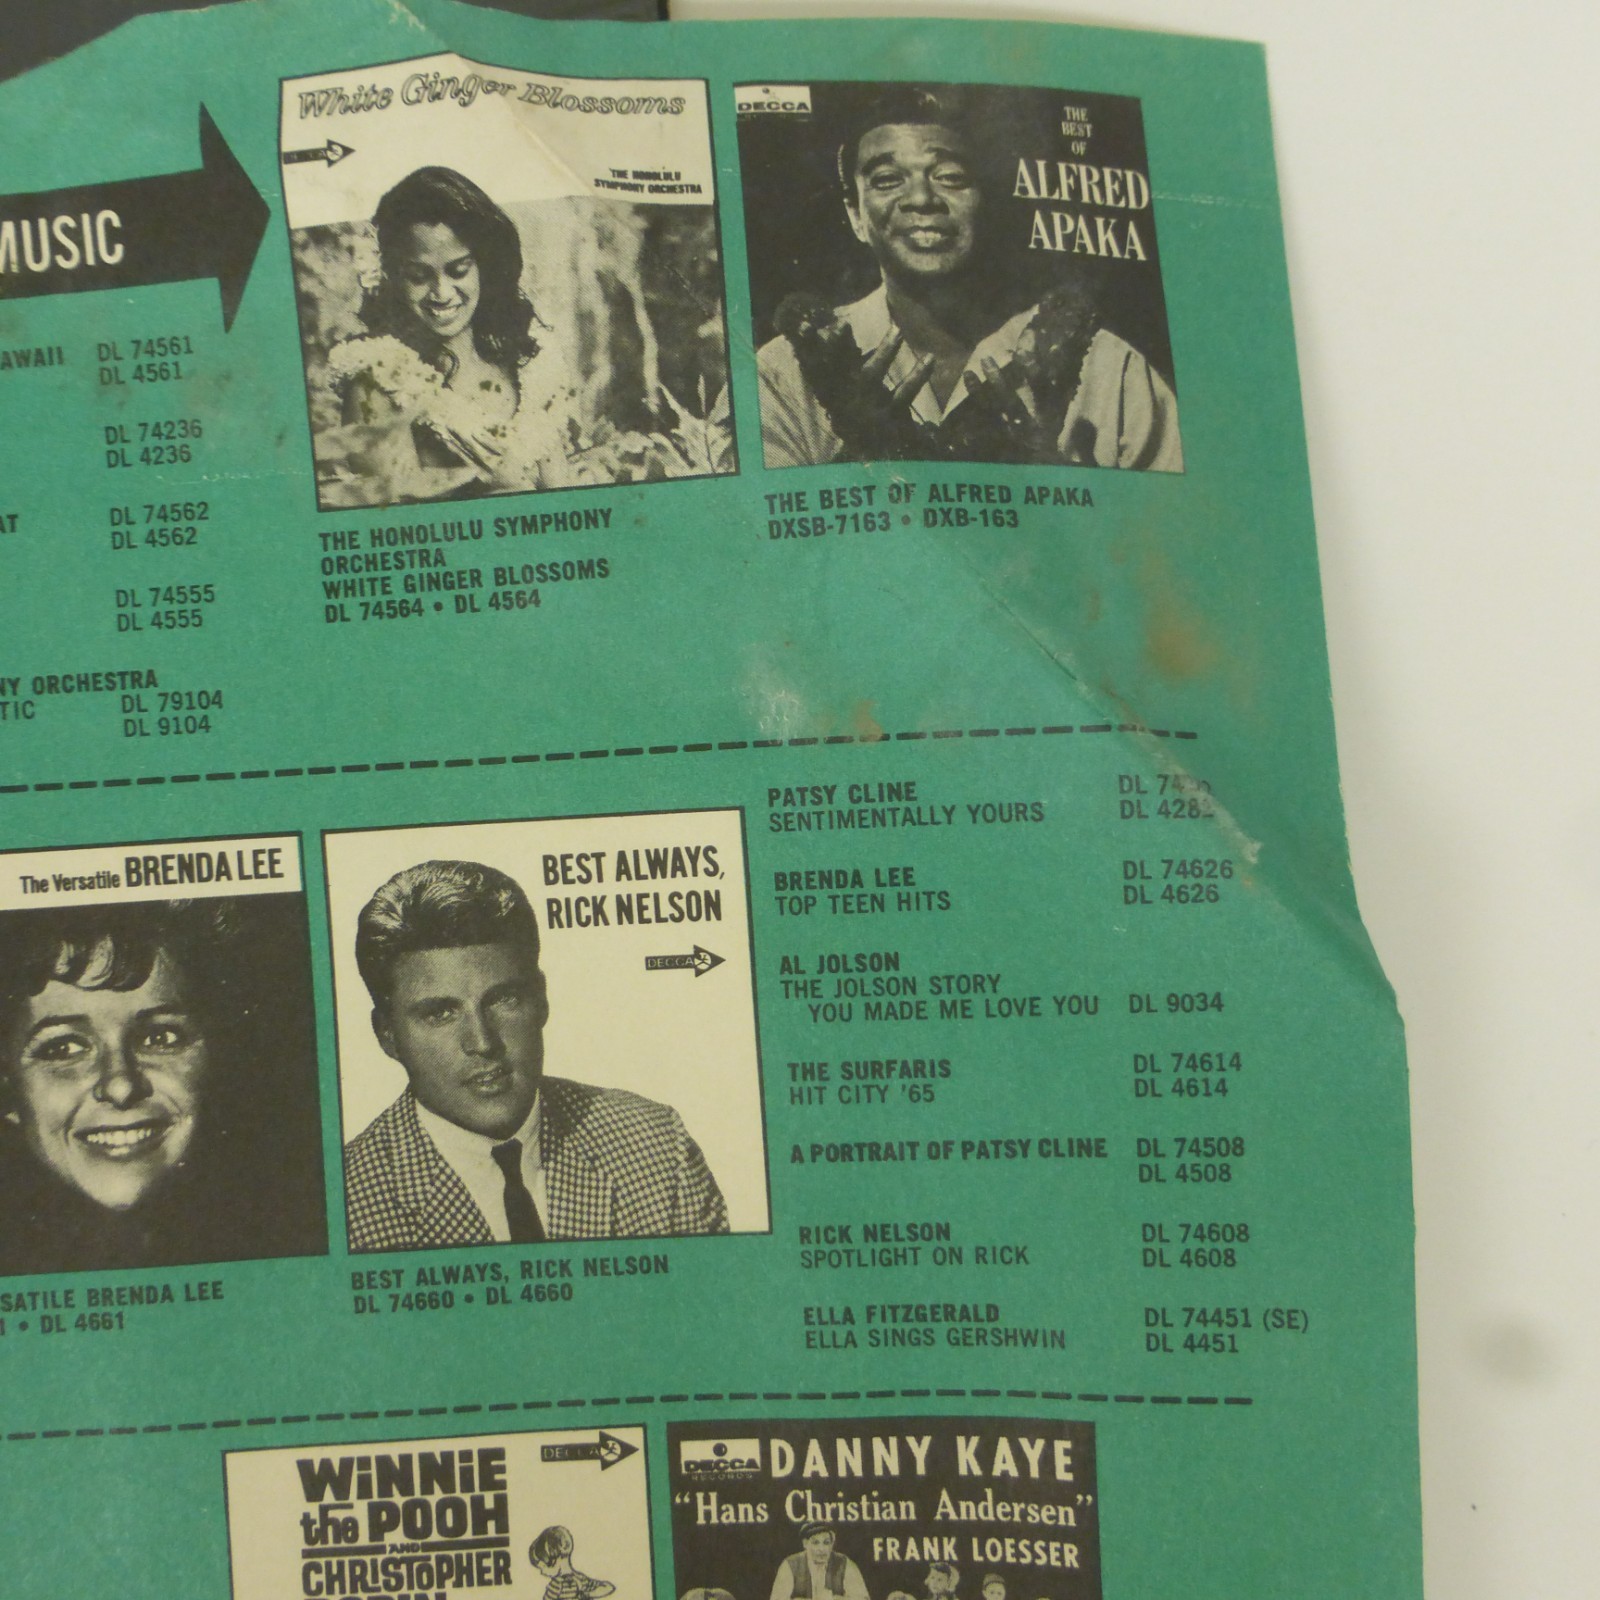 White Ginger Blossoms
DECCA
THE HONOLULU
SYMPHONY ORCHESTRA
DECCA
THE
BEST
OF
ALFRED
APAKA
MUSIC
AWAII DL 74561
DL 4561
DL 74236
DL 4236
AT DL 74562
DL 4562
DL 74555
DL 4555
NY ORCHESTRA
TIC DL 79104
DL 9104
THE HONOLULU SYMPHONY
ORCHESTRA
WHITE GINGER BLOSSOMS
DL 74564 • DL 4564
THE BEST OF ALFRED APAKA
DXSB-7163 • DXB-163
The Versatile BRENDA LEE
SATILE BRENDA LEE
1 • DL 4661
BEST ALWAYS,
RICK NELSON
DECCA
BEST ALWAYS, RICK NELSON
DL 74660 • DL 4660
PATSY CLINE
SENTIMENTALLY YOURS DL 4282
BRENDA LEE DL 74626
TOP TEEN HITS DL 4626
AL JOLSON
THE JOLSON STORY
YOU MADE ME LOVE YOU DL 9034
THE SURFARIS DL 74614
HIT CITY '65 DL 4614
A PORTRAIT OF PATSY CLINE DL 74508
DL 4508
RICK NELSON DL 74608
SPOTLIGHT ON RICK DL 4608
ELLA FITZGERALD DL 74451 (SE)
ELLA SINGS GERSHWIN DL 4451
WiNNiE
the POOH
AND
CHRISTOPHER
DECCA
DECCA
RECORDS
DANNY KAYE
"Hans Christian Andersen"
FRANK LOESSER